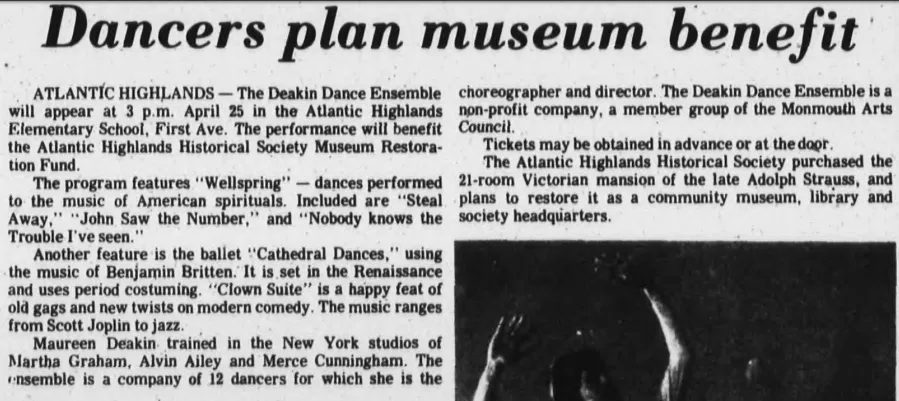 Dancers plan museum benefit
ATLANTIC HIGHLANDS — The Deakin Dance Ensemble
will appear at 3 p.m. April 25 in the Atlantic Highlands
Elementary School, First Ave. The performance will benefit
the Atlantic Highlands Historical Society Museum Restora-
tion Fund.
The program features "Wellspring" — dances performed
to the music of American spirituals. Included are "Steal
Away," "John Saw the Number," and "Nobody knows the
Trouble I've seen."
Another feature is the ballet "Cathedral Dances," using
the music of Benjamin Britten. It is set in the Renaissance
and uses period costuming. "Clown Suite" is a happy feat of
old gags and new twists on modern comedy. The music ranges
from Scott Joplin to jazz.
Maureen Deakin trained in the New York studios of
Martha Graham, Alvin Ailey and Merce Cunningham. The
ensemble is a company of 12 dancers for which she is the
choreographer and director. The Deakin Dance Ensemble is a
non-profit company, a member group of the Monmouth Arts
Council.
Tickets may be obtained in advance or at the door.
The Atlantic Highlands Historical Society purchased the
21-room Victorian mansion of the late Adolph Strauss, and
plans to restore it as a community museum, library and
society headquarters.